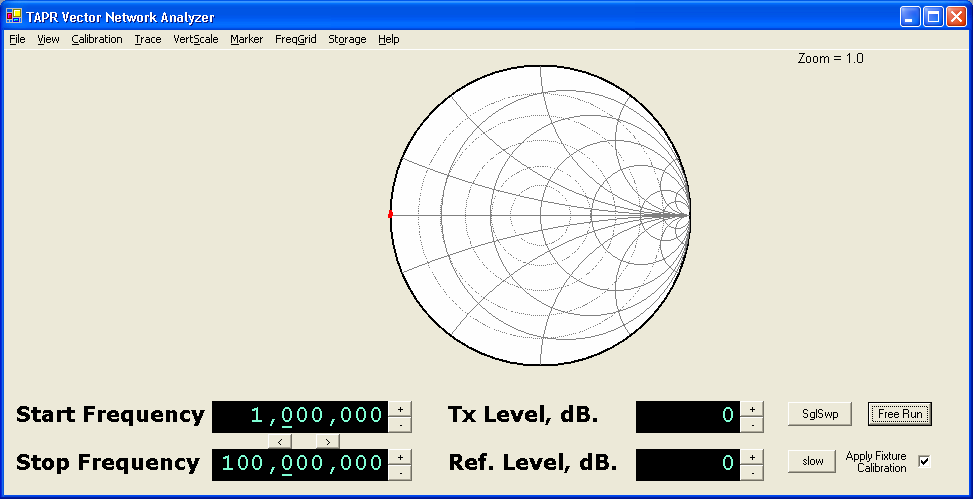 TAPR Vector Network Analyzer
File View Calibration Trace VertScale Marker FreqGrid Storage Help
Zoom = 1.0
Start Frequency 1,000,000 + - Tx Level, dB. 0 + - SglSwp Free Run
< >
Stop Frequency 100,000,000 + - Ref. Level, dB. 0 + - slow Apply Fixture
Calibration